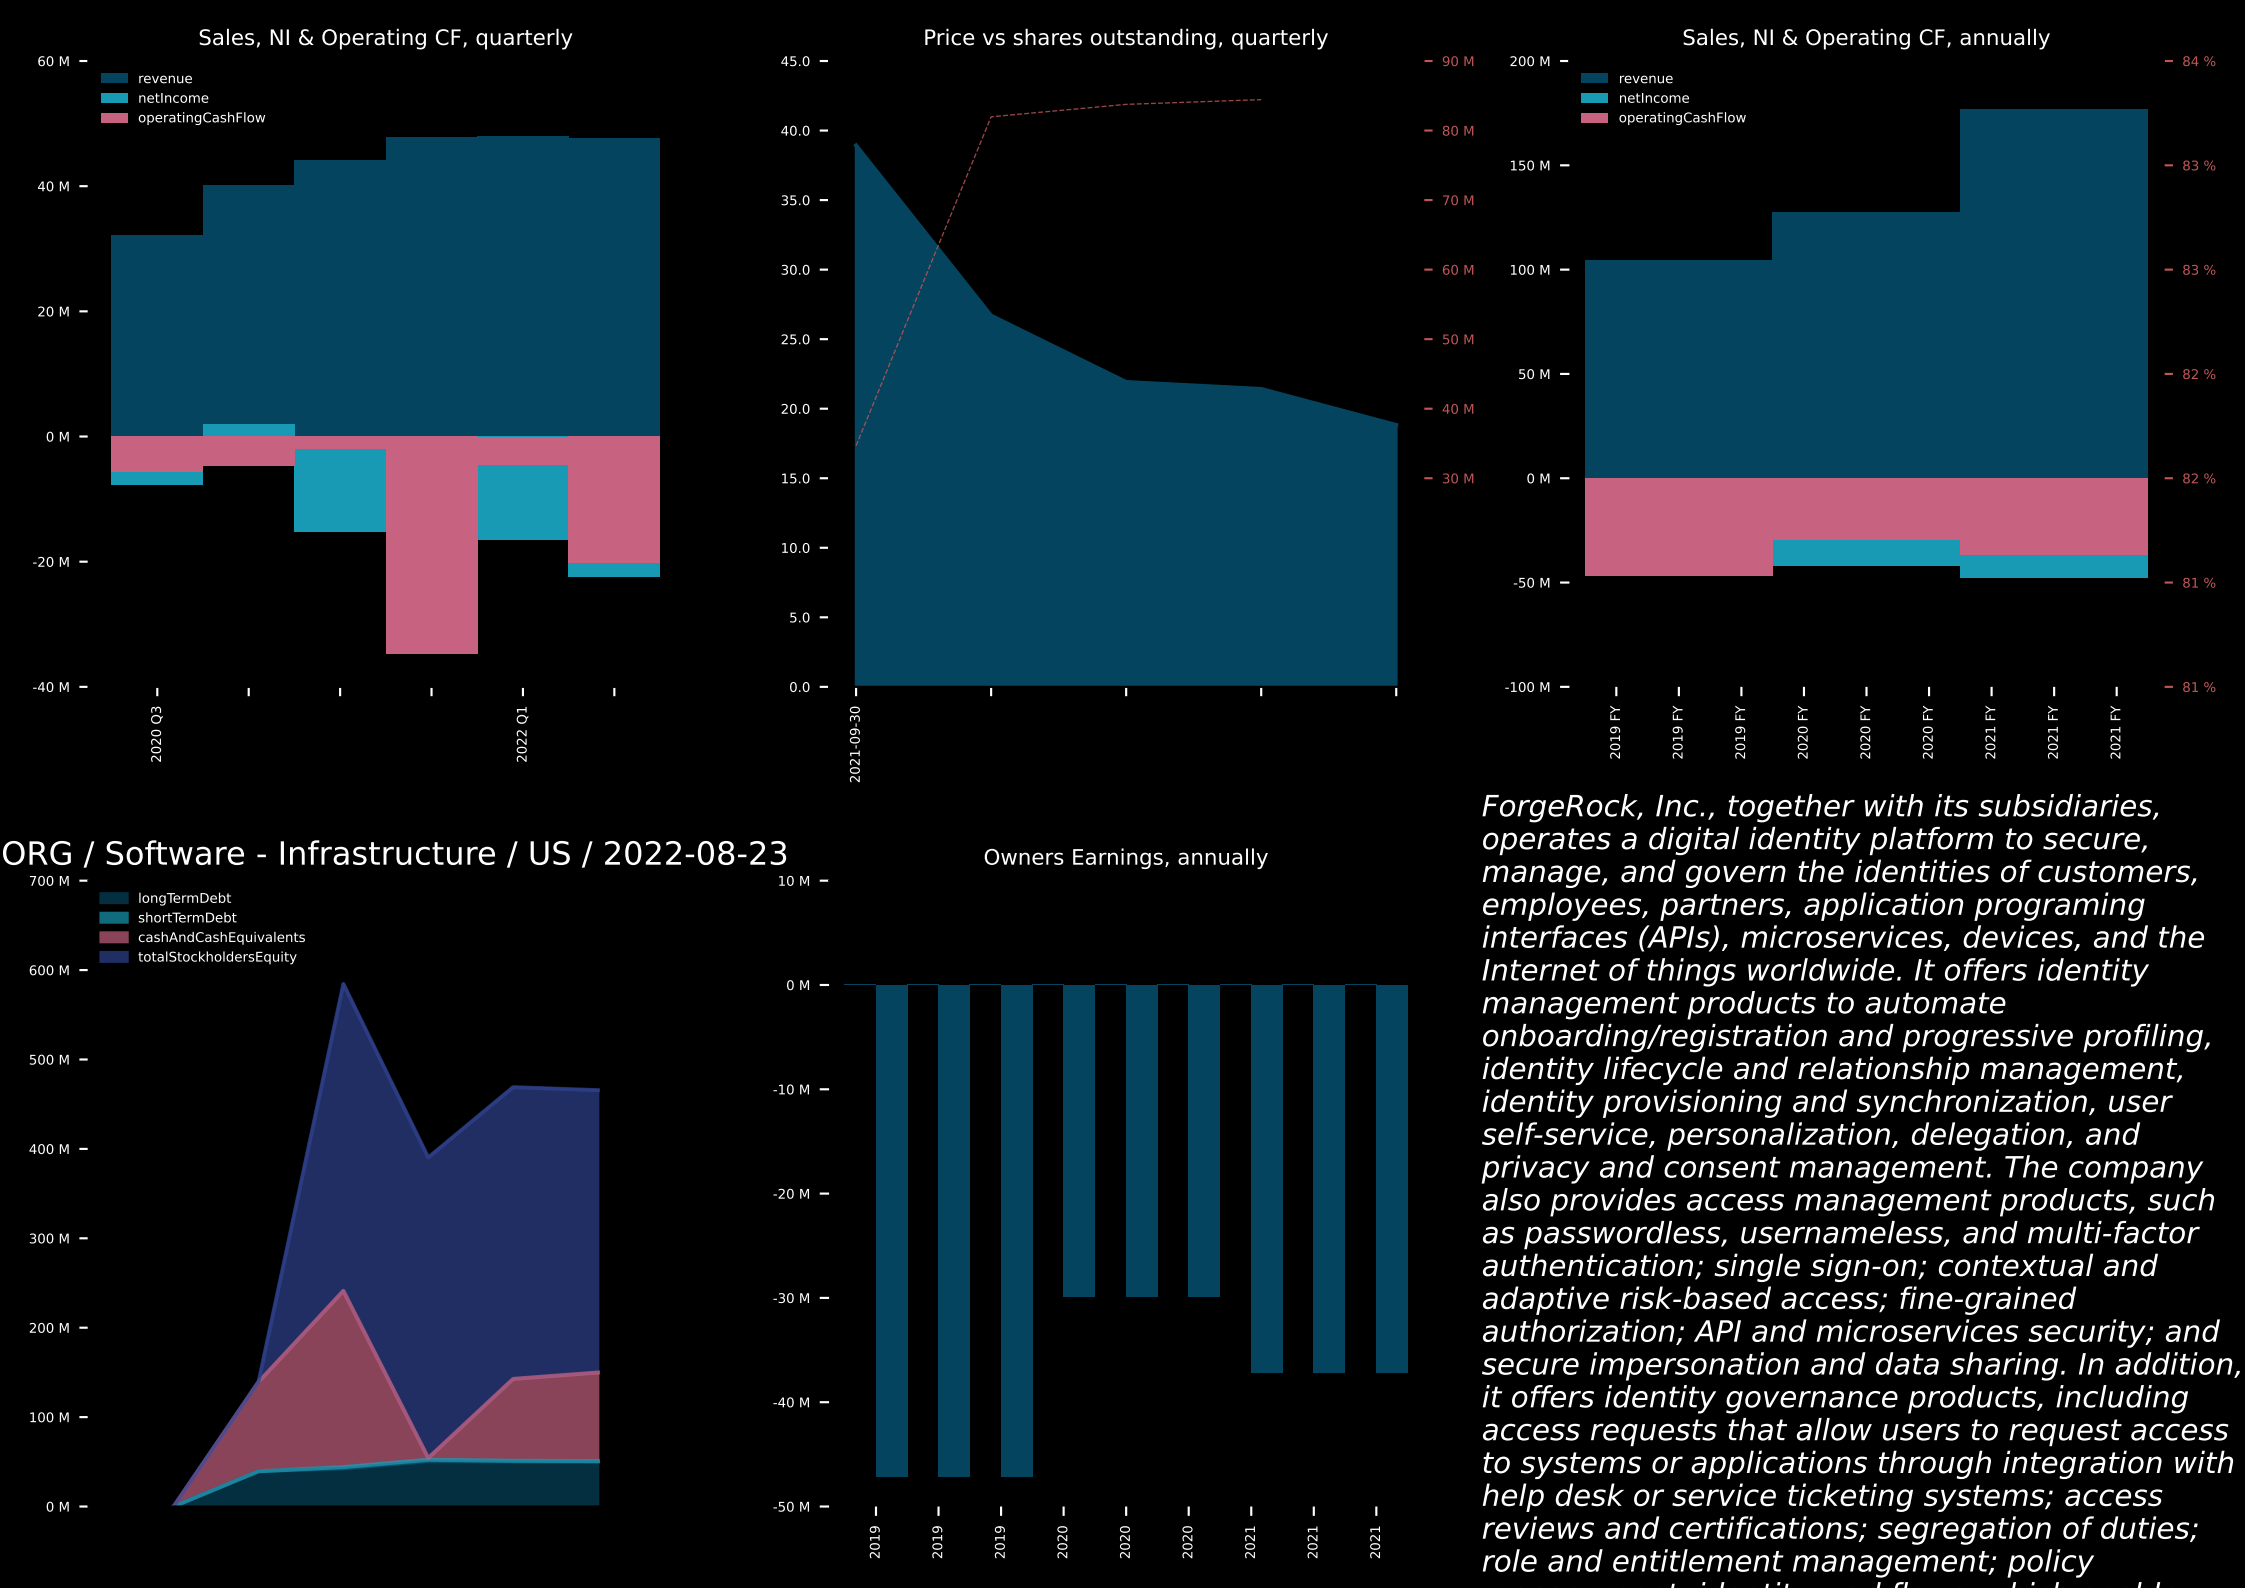 Sales, NI & Operating CF, quarterly
60 M
40 M
20 M
0 M
-20 M
-40 M
revenue
netIncome
operatingCashFlow
2020 Q3
2022 Q1
Price vs shares outstanding, quarterly
45.0
40.0
35.0
30.0
25.0
20.0
15.0
10.0
5.0
0.0
90 M
80 M
70 M
60 M
50 M
40 M
30 M
2021-09-30
Sales, NI & Operating CF, annually
200 M
150 M
100 M
50 M
0 M
-50 M
-100 M
revenue
netIncome
operatingCashFlow
84 %
83 %
83 %
82 %
82 %
81 %
81 %
2019 FY
2019 FY
2019 FY
2020 FY
2020 FY
2020 FY
2021 FY
2021 FY
2021 FY
ORG / Software - Infrastructure / US / 2022-08-23
700 M
600 M
500 M
400 M
300 M
200 M
100 M
0 M
longTermDebt
shortTermDebt
cashAndCashEquivalents
totalStockholdersEquity
Owners Earnings, annually
10 M
0 M
-10 M
-20 M
-30 M
-40 M
-50 M
2019
2019
2019
2020
2020
2020
2021
2021
2021
ForgeRock, Inc., together with its subsidiaries,
operates a digital identity platform to secure,
manage, and govern the identities of customers,
employees, partners, application programing
interfaces (APIs), microservices, devices, and the
Internet of things worldwide. It offers identity
management products to automate
onboarding/registration and progressive profiling,
identity lifecycle and relationship management,
identity provisioning and synchronization, user
self-service, personalization, delegation, and
privacy and consent management. The company
also provides access management products, such
as passwordless, usernameless, and multi-factor
authentication; single sign-on; contextual and
adaptive risk-based access; fine-grained
authorization; API and microservices security; and
secure impersonation and data sharing. In addition,
it offers identity governance products, including
access requests that allow users to request access
to systems or applications through integration with
help desk or service ticketing systems; access
reviews and certifications; segregation of duties;
role and entitlement management; policy